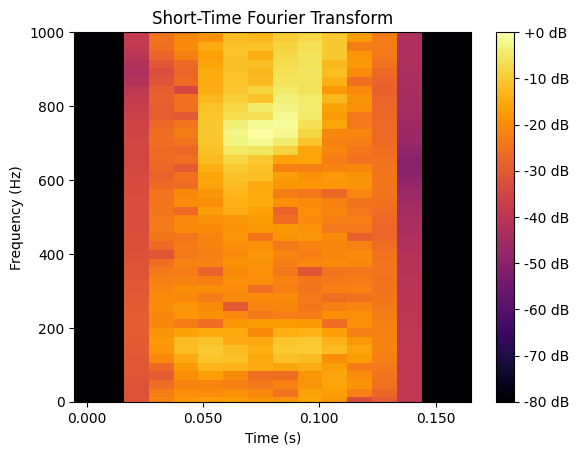 Short-Time Fourier Transform
Frequency (Hz)
1000
800
600
400
200
0
0.000 0.050 0.100 0.150
Time (s)
+0 dB
-10 dB
-20 dB
-30 dB
-40 dB
-50 dB
-60 dB
-70 dB
-80 dB